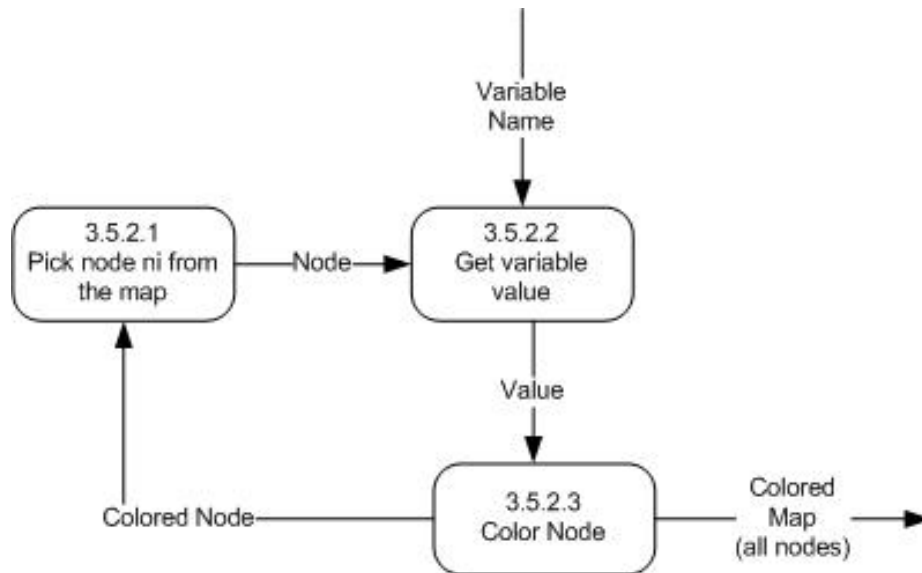 Variable
Name
3.5.2.1
Pick node ni from
the map
Node
3.5.2.2
Get variable
value
Value
3.5.2.3
Color Node
Colored Node
Colored
Map
(all nodes)